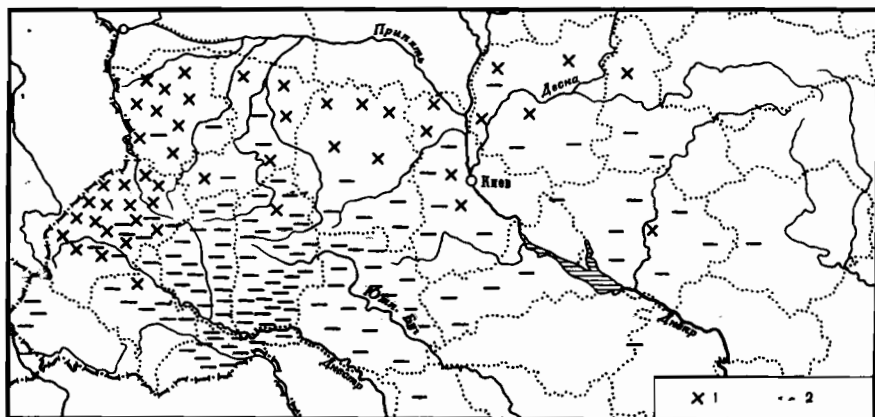 Припять
Десна
Киев
Юж. Буг
Днепр
Днестр
1
2